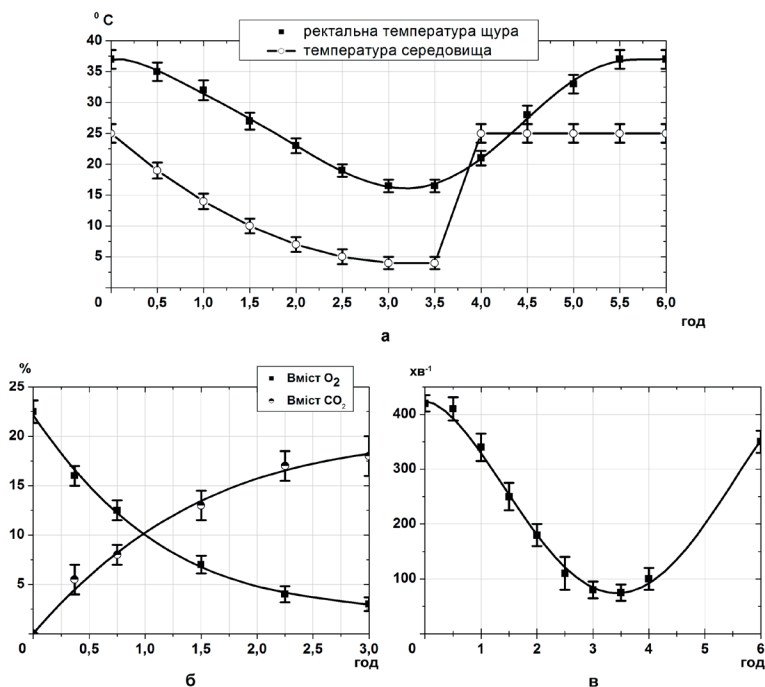 ⁰ C
ректальна температура щура
температура середовища
40
35
30
25
20
15
10
5
0
0,5 1,0 1,5 2,0 2,5 3,0 3,5 4,0 4,5 5,0 5,5 6,0
год
а
%
Вміст O₂
Вміст CO₂
25
20
15
10
5
0
0,5 1,0 1,5 2,0 2,5 3,0
год
б
хв⁻¹
400
300
200
100
0 1 2 3 4 5 6
год
в